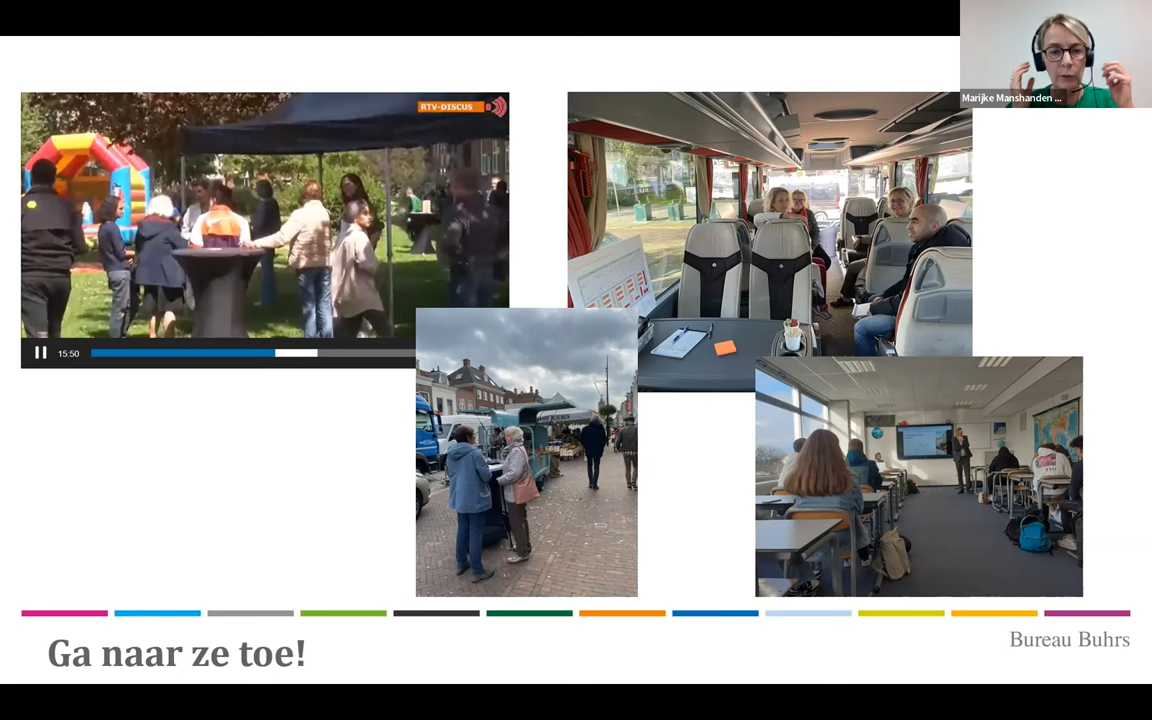 Marijke Manshanden ...
RTV-DISCUS
15:50
Ga naar ze toe!
Bureau Buhrs